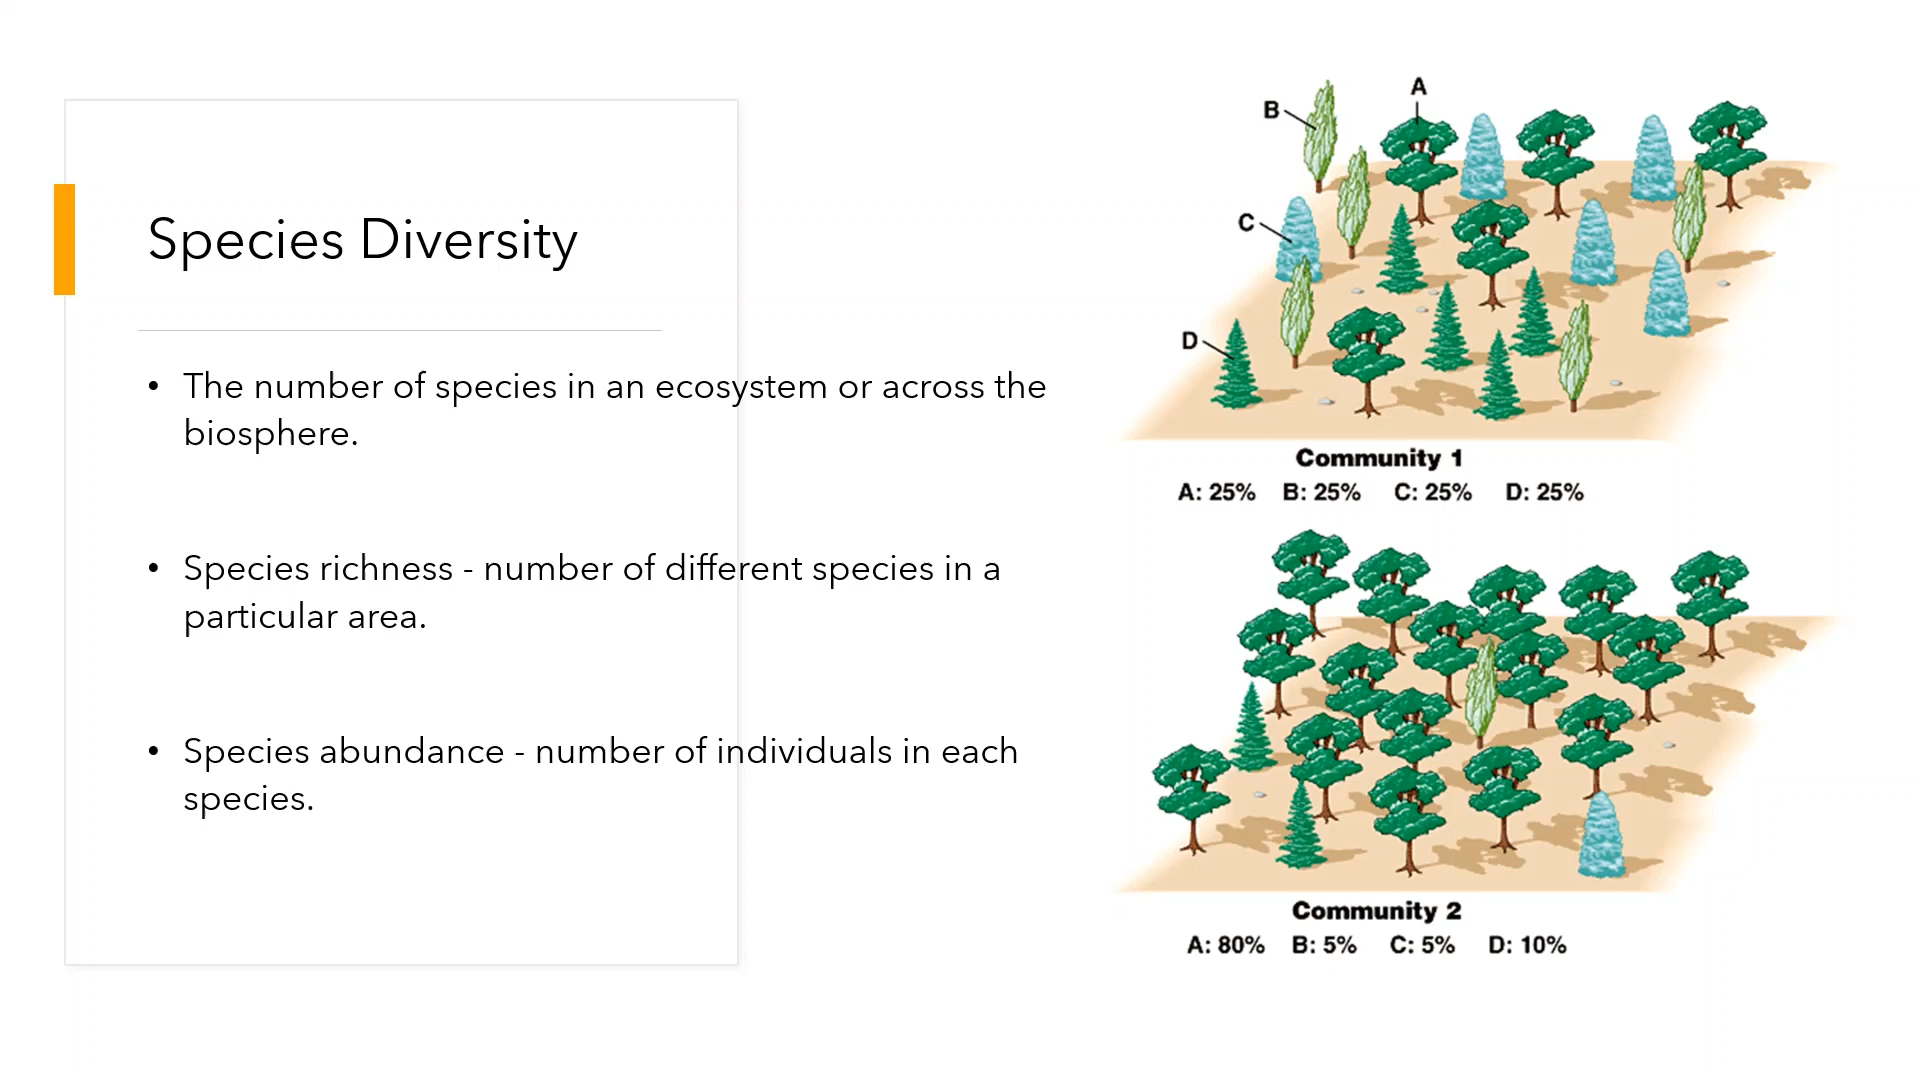 Species Diversity
• The number of species in an ecosystem or across the
biosphere.
• Species richness - number of different species in a
particular area.
• Species abundance - number of individuals in each
species.
A
B
C
D
Community 1
A: 25% B: 25% C: 25% D: 25%
Community 2
A: 80% B: 5% C: 5% D: 10%